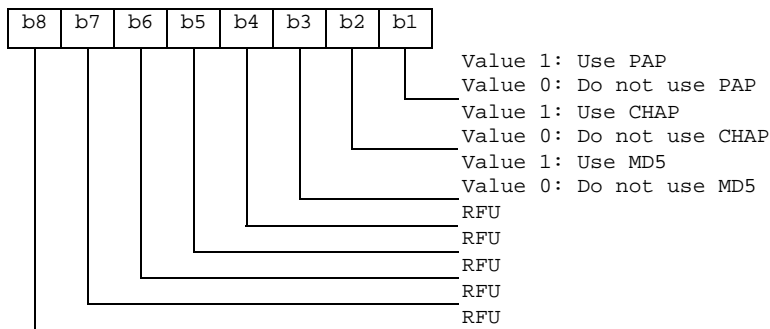 b8 b7 b6 b5 b4 b3 b2 b1
Value 1: Use PAP
Value 0: Do not use PAP
Value 1: Use CHAP
Value 0: Do not use CHAP
Value 1: Use MD5
Value 0: Do not use MD5
RFU
RFU
RFU
RFU
RFU